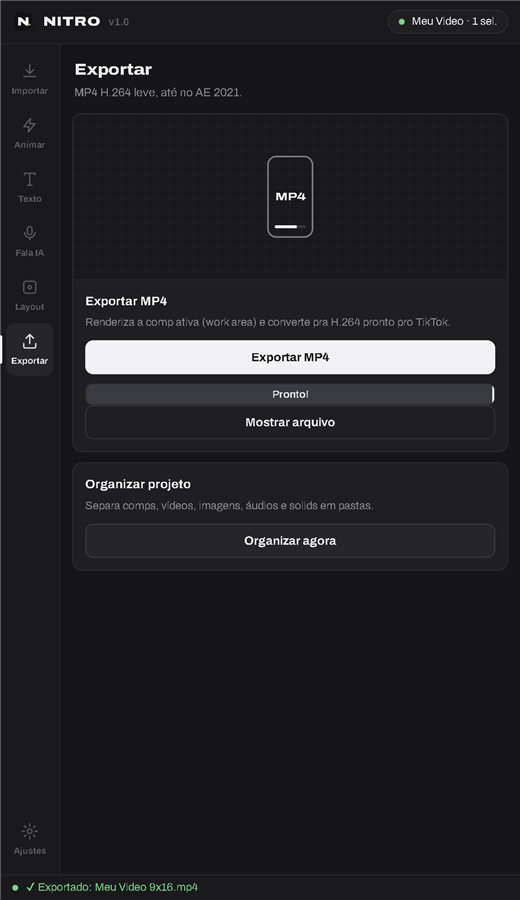 N. NITRO v1.0
Meu Video · 1 sel.
Importar
Animar
Texto
Fala IA
Layout
Exportar
Ajustes
Exportar
MP4 H.264 leve, até no AE 2021.
MP4
Exportar MP4
Renderiza a comp ativa (work area) e converte pra H.264 pronto pro TikTok.
Exportar MP4
Pronto!
Mostrar arquivo
Organizar projeto
Separa comps, vídeos, imagens, áudios e solids em pastas.
Organizar agora
✓ Exportado: Meu Video 9x16.mp4